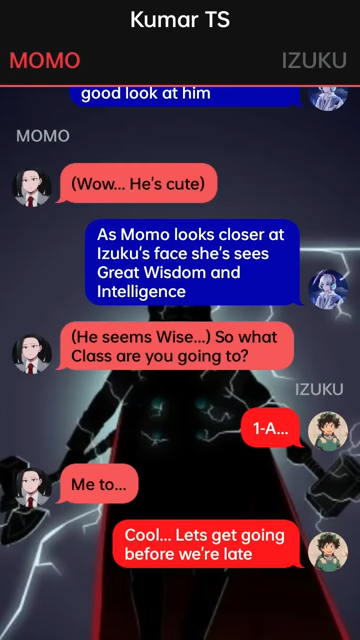 Kumar TS
MOMO IZUKU
good look at him
MOMO
(Wow... He's cute)
As Momo looks closer at
Izuku's face she's sees
Great Wisdom and
Intelligence
(He seems Wise...) So what
Class are you going to?
IZUKU
1-A...
Me to...
Cool... Lets get going
before we're late